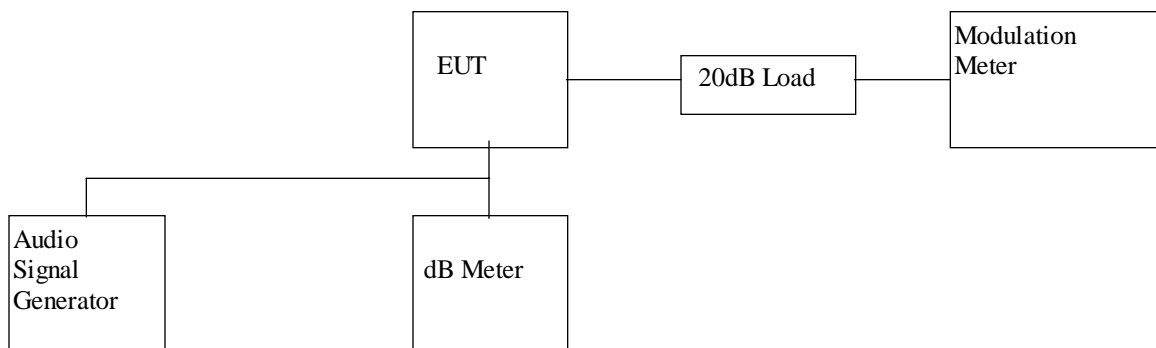 EUT
20dB Load
Modulation
Meter
Audio
Signal
Generator
dB Meter